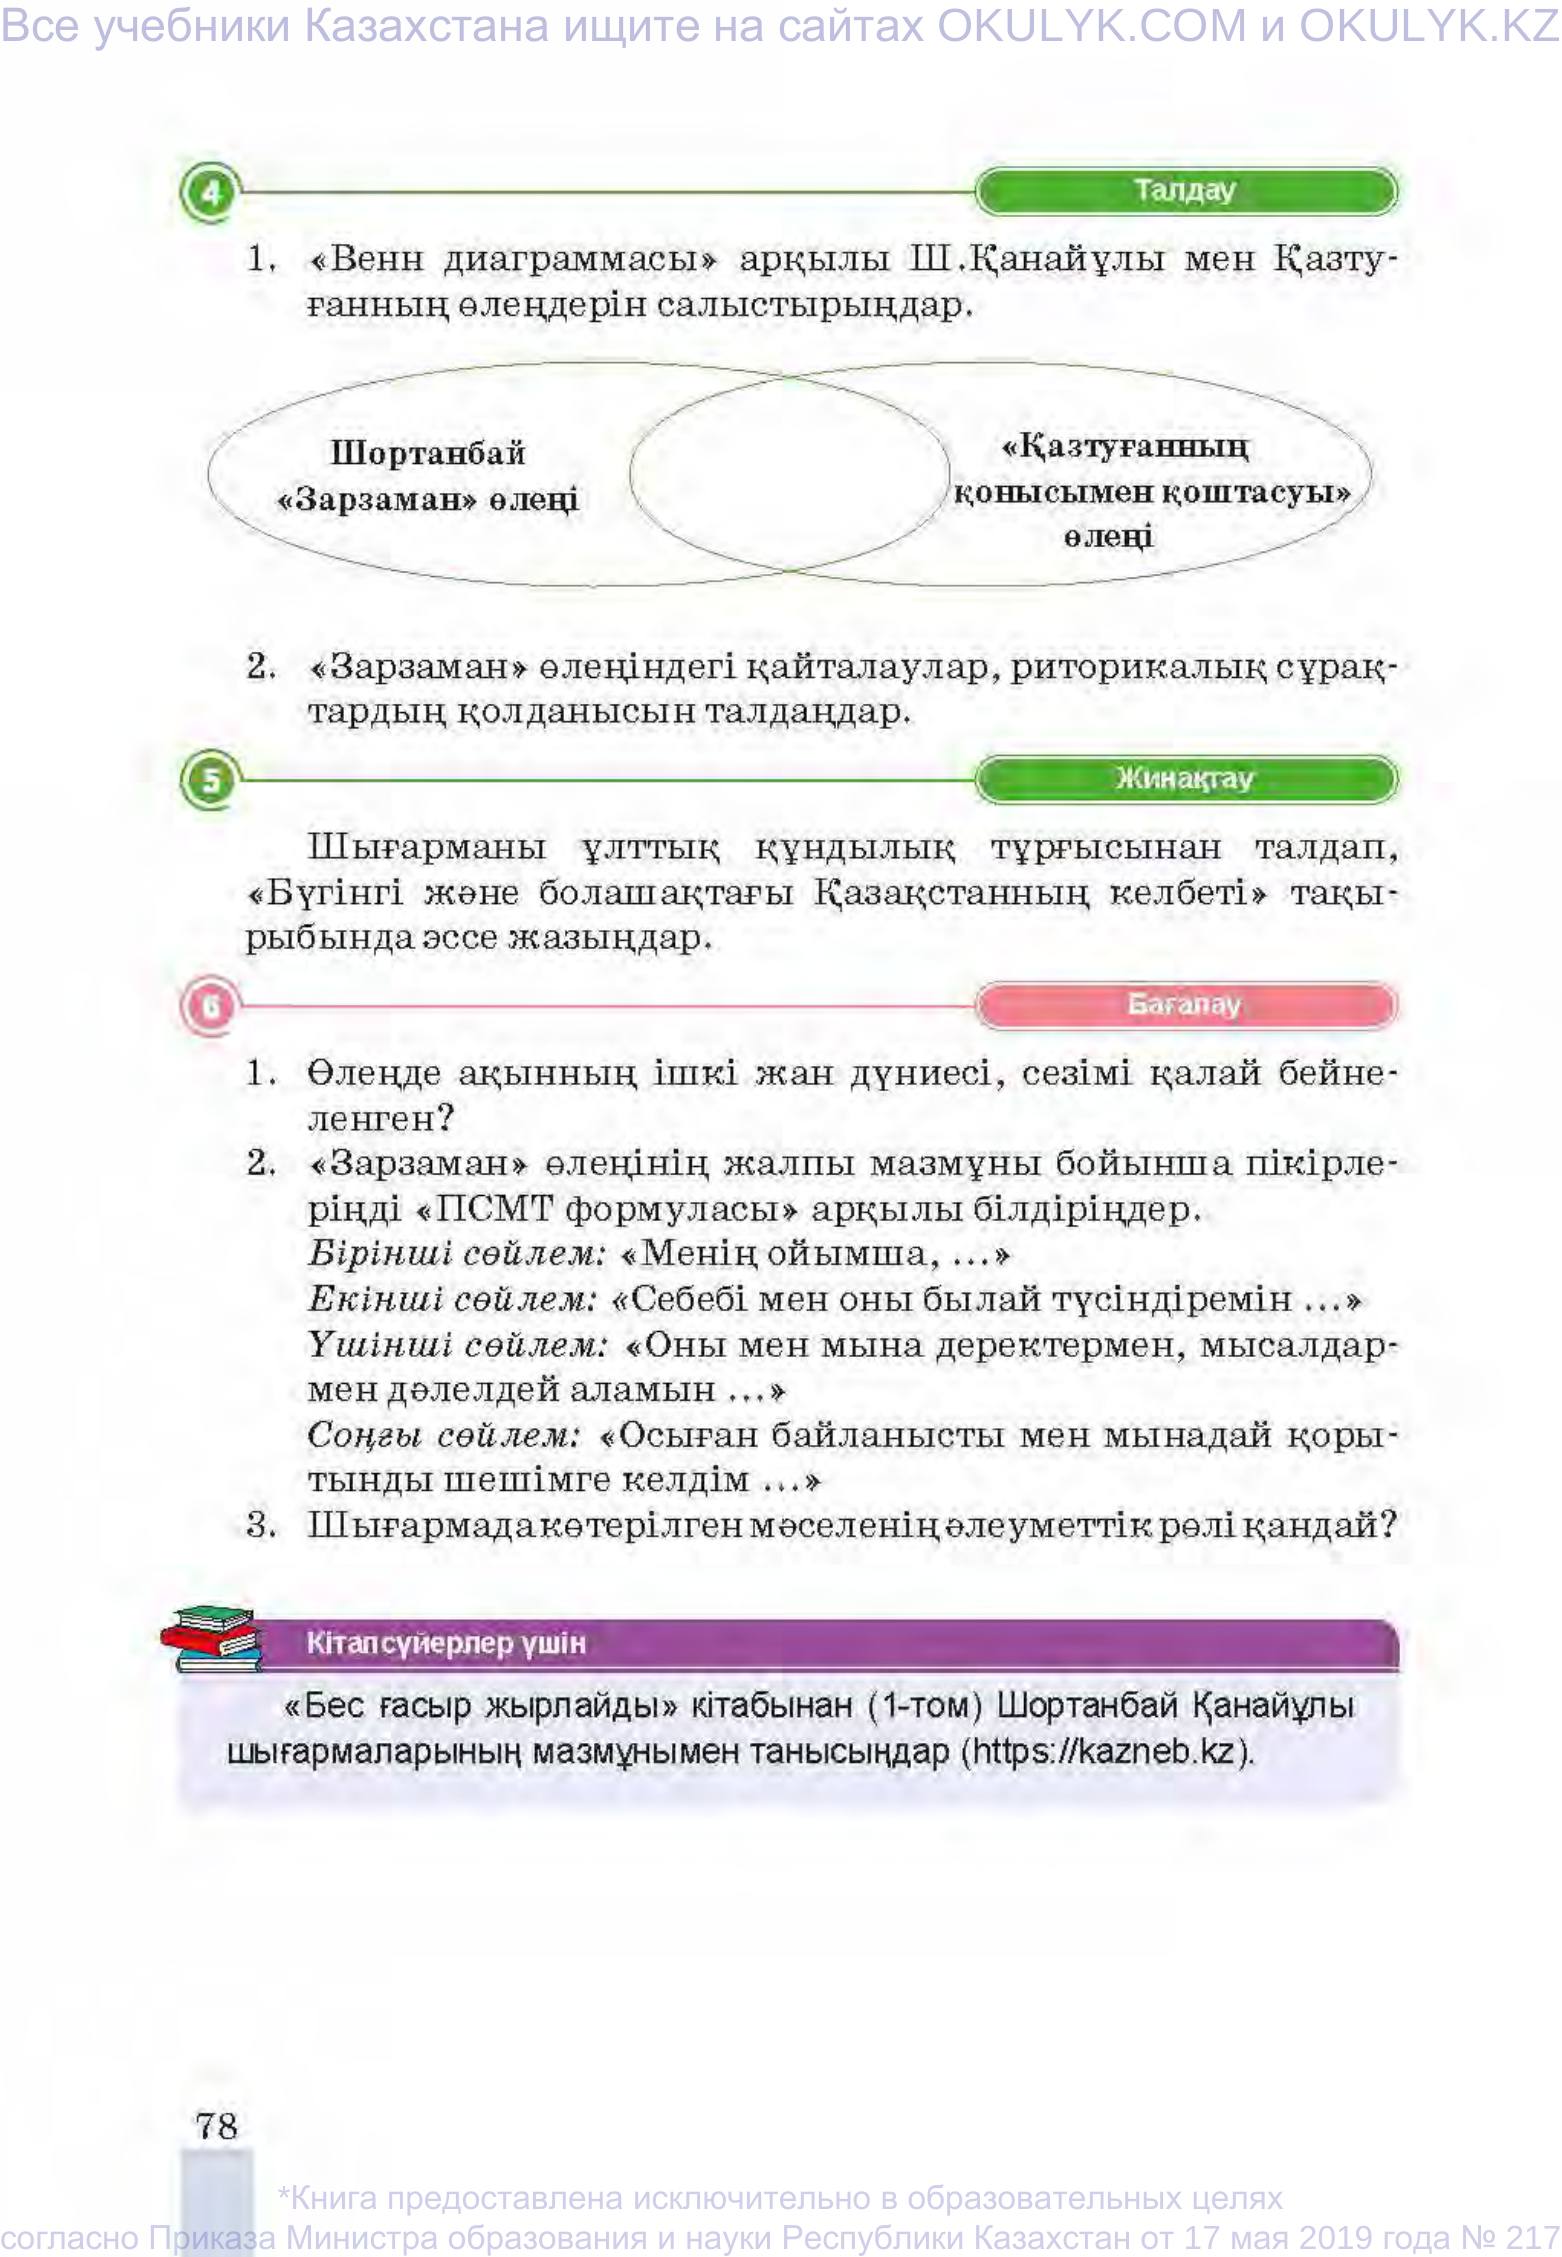 Все учебники Казахстана ищите на сайтах OKULYK.COM и OKULYK.KZ
4
Талдау
1. «Венн диаграммасы» арқылы Ш.Қанайұлы мен Қазту-
ғанның өлеңдерін салыстырыңдар.
Шортанбай
«Зарзаман» өлеңі
«Қазтуғанның
қонысымен қоштасуы»
өлеңі
2. «Зарзаман» өлеңіндегі қайталаулар, риторикалық сұрақ-
тардың қолданысын талдаңдар.
5
Жинақтау
Шығарманы ұлттық құндылық тұрғысынан талдап,
«Бүгінгі және болашақтағы Қазақстанның келбеті» тақы-
рыбында эссе жазыңдар.
6
Бағалау
1. Өлеңде ақынның ішкі жан дүниесі, сезімі қалай бейне-
ленген?
2. «Зарзаман» өлеңінің жалпы мазмұны бойынша пікірле-
ріңді «ПСМТ формуласы» арқылы білдіріңдер.
Бірінші сөйлем: «Менің ойымша, ...»
Екінші сөйлем: «Себебі мен оны былай түсіндіремін ...»
Үшінші сөйлем: «Оны мен мына деректермен, мысалдар-
мен дәлелдей аламын ...»
Соңғы сөйлем: «Осыған байланысты мен мынадай қоры-
тынды шешімге келдім ...»
3. Шығармада көтерілген мәселенің әлеуметтік рөлі қандай?
Кітапсүйерлер үшін
«Бес ғасыр жырлайды» кітабынан (1-том) Шортанбай Қанайұлы
шығармаларының мазмұнымен танысыңдар (https://kazneb.kz).
78
*Книга предоставлена исключительно в образовательных целях
согласно Приказа Министра образования и науки Республики Казахстан от 17 мая 2019 года № 217